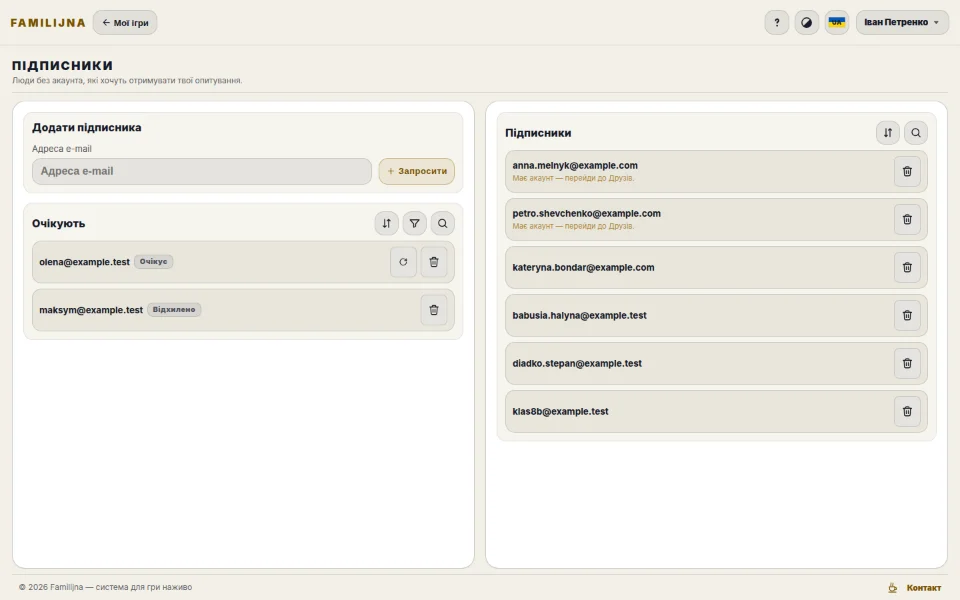 FAMILIJNA
← Мої ігри
?
UA
Іван Петренко
ПІДПИСНИКИ
Люди без акаунта, які хочуть отримувати твої опитування.
Додати підписника
Адреса e-mail
Адреса e-mail
+ Запросити
Очікують
olena@example.test Очікує
maksym@example.test Відхилено
Підписники
anna.melnyk@example.com
Має акаунт — перейди до Друзів.
petro.shevchenko@example.com
Має акаунт — перейди до Друзів.
kateryna.bondar@example.com
babusia.halyna@example.test
diadko.stepan@example.test
klas8b@example.test
© 2026 Familijna — система для гри наживо
Контакт